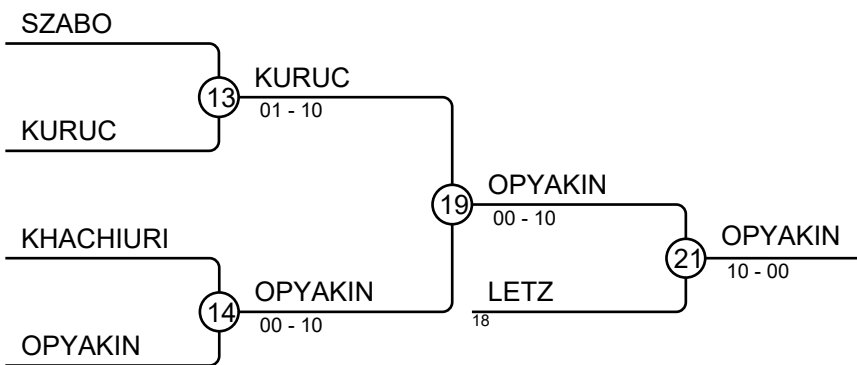 SZABO
13
KURUC
01 - 10
KURUC
19
OPYAKIN
00 - 10
KHACHIURI
21
OPYAKIN
10 - 00
14
OPYAKIN
00 - 10
LETZ
18
OPYAKIN